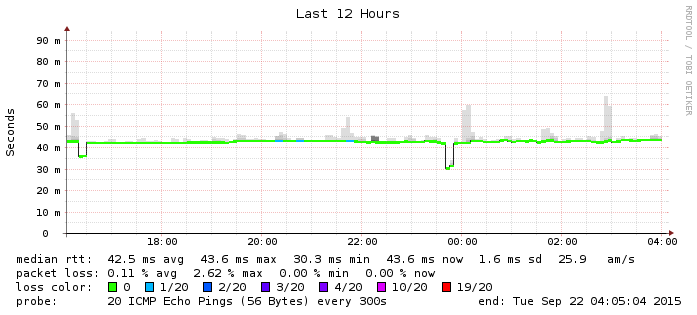 Last 12 Hours
RRDTOOL / TOBI OETIKER
Seconds
90 m
80 m
70 m
60 m
50 m
40 m
30 m
20 m
10 m
0
18:00 20:00 22:00 00:00 02:00 04:00
median rtt: 42.5 ms avg 43.6 ms max 30.3 ms min 43.6 ms now 1.6 ms sd 25.9 am/s
packet loss: 0.11 % avg 2.62 % max 0.00 % min 0.00 % now
loss color: 0 1/20 2/20 3/20 4/20 10/20 19/20
probe: 20 ICMP Echo Pings (56 Bytes) every 300s end: Tue Sep 22 04:05:04 2015